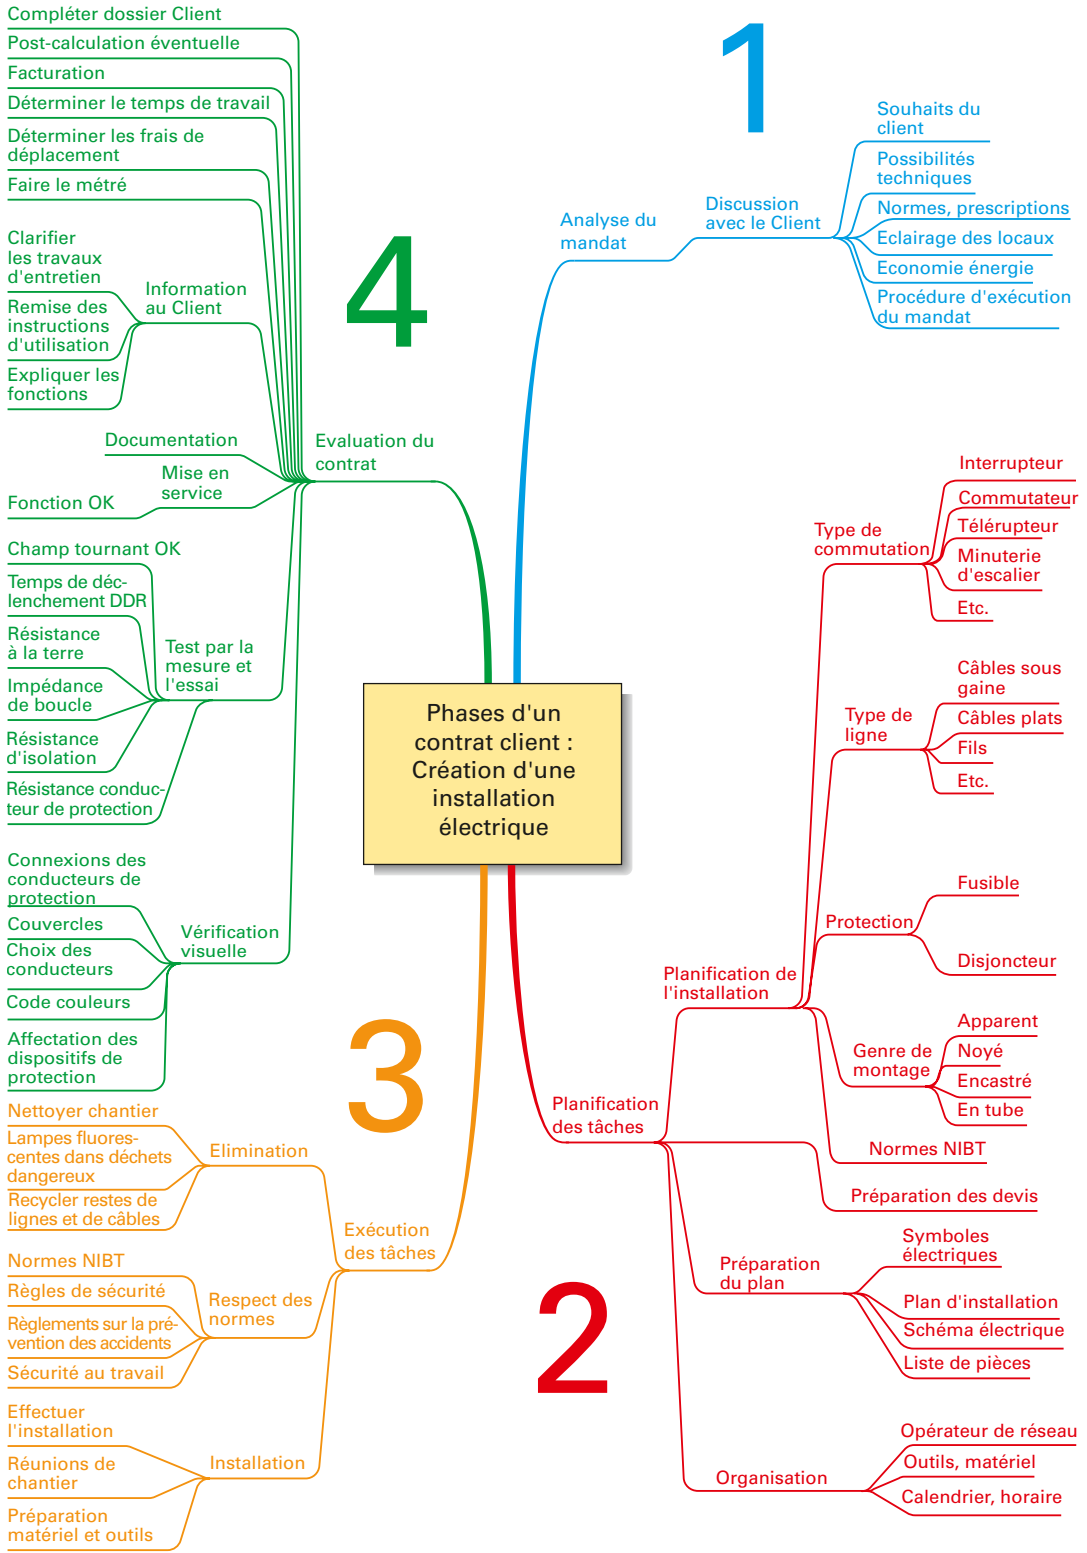 Phases d'un
contrat client :
Création d'une
installation
électrique
1
Analyse du
mandat
Discussion
avec le Client
Souhaits du
client
Possibilités
techniques
Normes, prescriptions
Eclairage des locaux
Economie énergie
Procédure d'exécution
du mandat
2
Planification
des tâches
Planification de
l'installation
Type de
commutation
Interrupteur
Commutateur
Télérupteur
Minuterie
d'escalier
Etc.
Type de
ligne
Câbles sous
gaine
Câbles plats
Fils
Etc.
Protection
Fusible
Disjoncteur
Genre de
montage
Apparent
Noyé
Encastré
En tube
Normes NIBT
Préparation des devis
Préparation
du plan
Symboles
électriques
Plan d'installation
Schéma électrique
Liste de pièces
Organisation
Opérateur de réseau
Outils, matériel
Calendrier, horaire
3
Exécution
des tâches
Elimination
Nettoyer chantier
Lampes fluores-
centes dans déchets
dangereux
Recycler restes de
lignes et de câbles
Respect des
normes
Normes NIBT
Règles de sécurité
Règlements sur la pré-
vention des accidents
Sécurité au travail
Installation
Effectuer
l'installation
Réunions de
chantier
Préparation
matériel et outils
4
Evaluation du
contrat
Compléter dossier Client
Post-calculation éventuelle
Facturation
Déterminer le temps de travail
Déterminer les frais de
déplacement
Faire le métré
Information
au Client
Clarifier
les travaux
d'entretien
Remise des
instructions
d'utilisation
Expliquer les
fonctions
Documentation
Mise en
service
Fonction OK
Test par la
mesure et
l'essai
Champ tournant OK
Temps de déc-
lenchement DDR
Résistance
à la terre
Impédance
de boucle
Résistance
d'isolation
Résistance conduc-
teur de protection
Vérification
visuelle
Connexions des
conducteurs de
protection
Couvercles
Choix des
conducteurs
Code couleurs
Affectation des
dispositifs de
protection